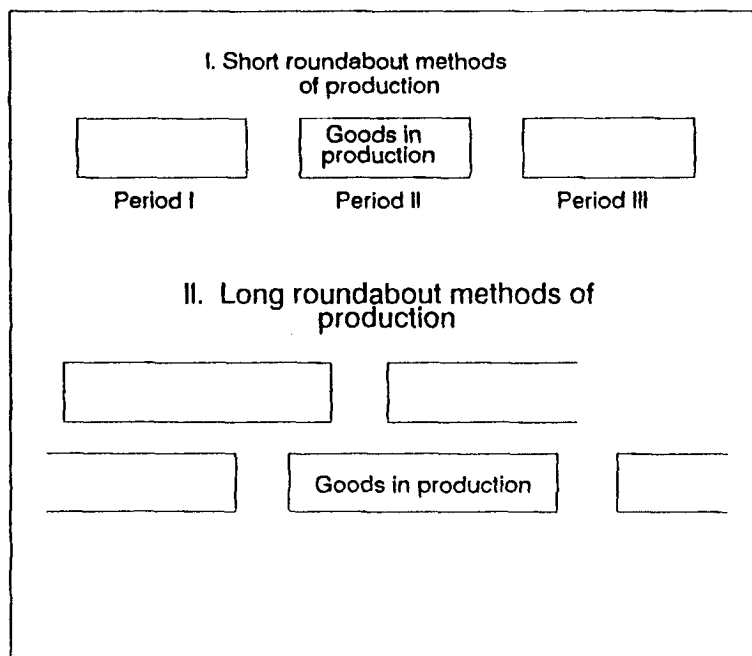 I. Short roundabout methods
of production
Goods in
production
Period I
Period II
Period III
II. Long roundabout methods of
production
Goods in production